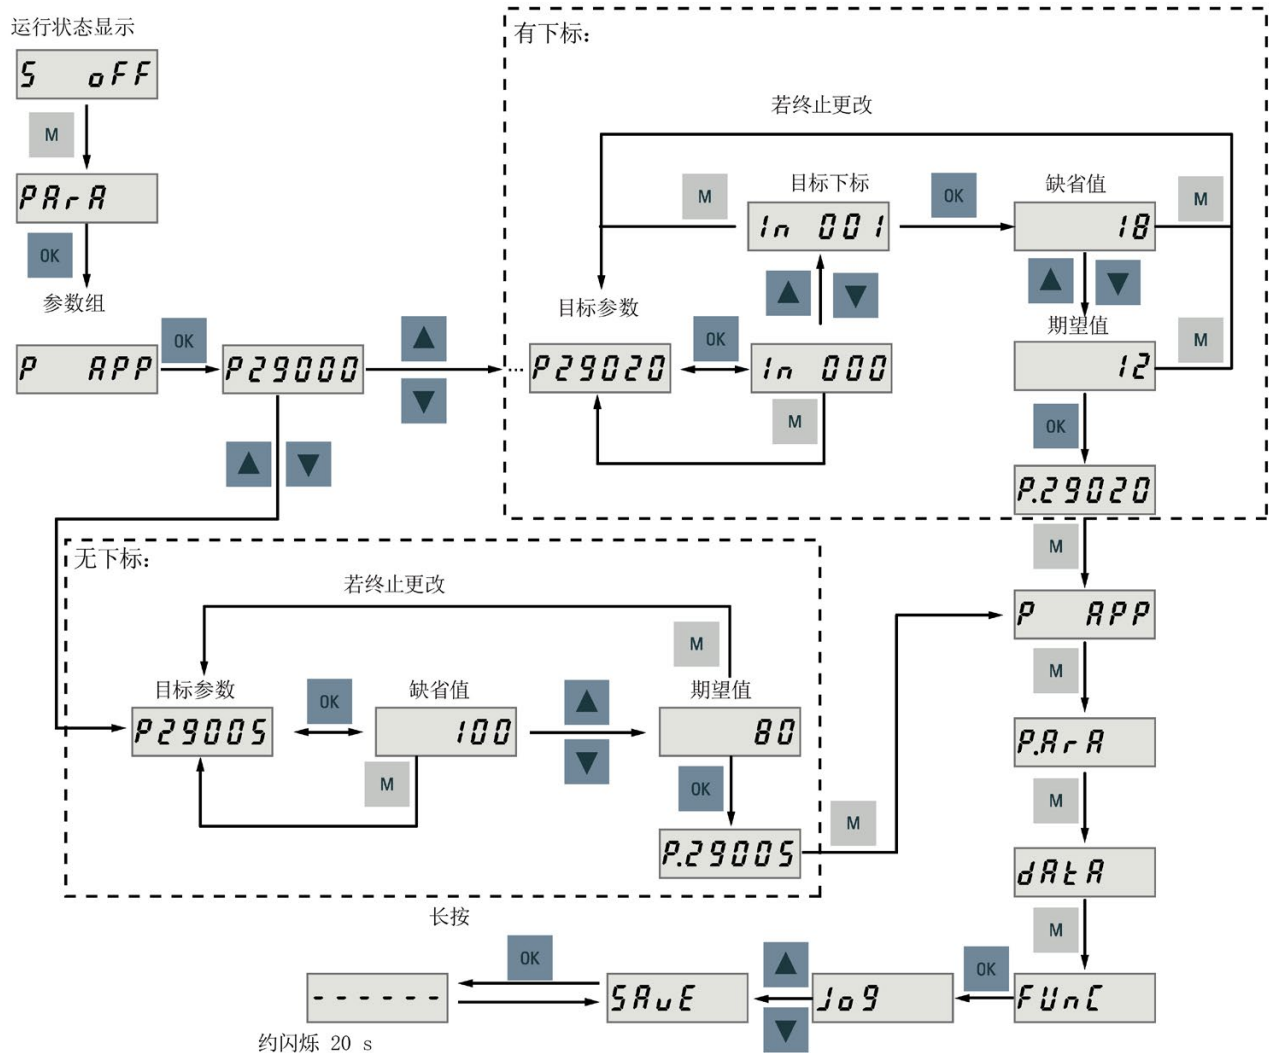 运行状态显示
S oFF
M
PArA
OK
参数组
P APP
OK
P29000
▲
▼
▲
▼
有下标:
若终止更改
目标下标
缺省值
M
In 001
OK
18
M
▲
▼
▲
▼
目标参数
期望值
...
P29020
OK
In 000
12
M
M
OK
P.29020
M
P APP
M
P.ArA
M
dAtA
M
FUnC
无下标:
若终止更改
M
目标参数
缺省值
期望值
P29005
OK
100
▲
▼
80
M
OK
P.29005
M
长按
OK
▲
▼
OK
------
SAvE
Jog
约闪烁 20 s